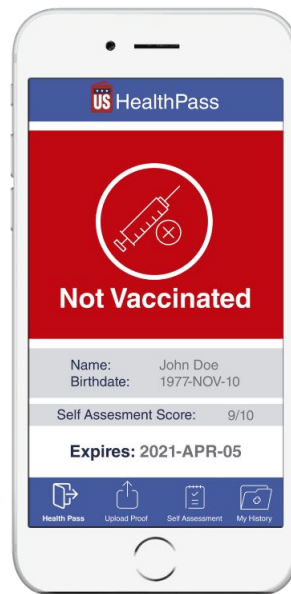 US HealthPass
Not Vaccinated
Name: John Doe
Birthdate: 1977-NOV-10
Self Assesment Score: 9/10
Expires: 2021-APR-05
Health Pass Upload Proof Self Assessment My History